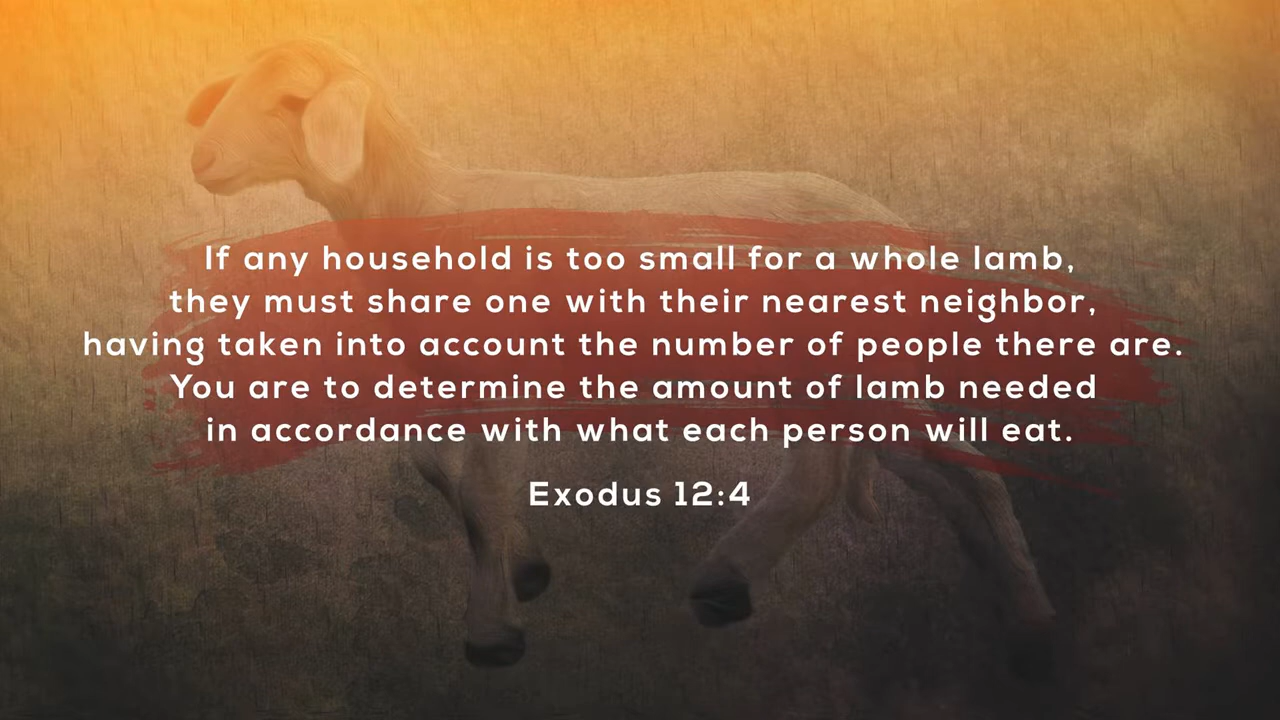 If any household is too small for a whole lamb,
they must share one with their nearest neighbor,
having taken into account the number of people there are.
You are to determine the amount of lamb needed
in accordance with what each person will eat.
Exodus 12:4